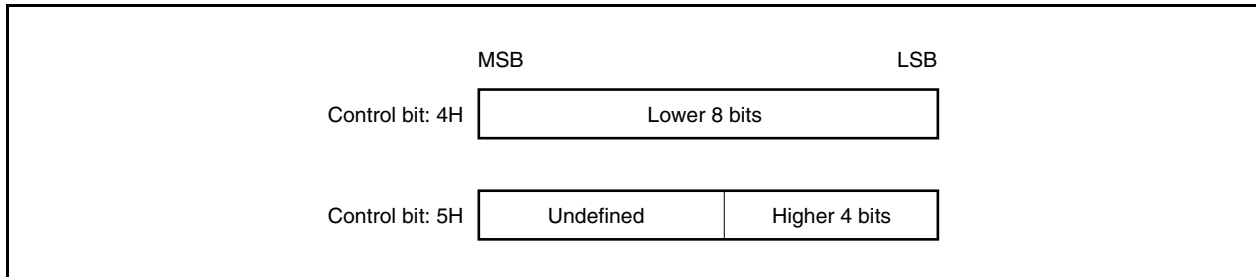 MSB LSB
Control bit: 4H Lower 8 bits
Control bit: 5H Undefined Higher 4 bits